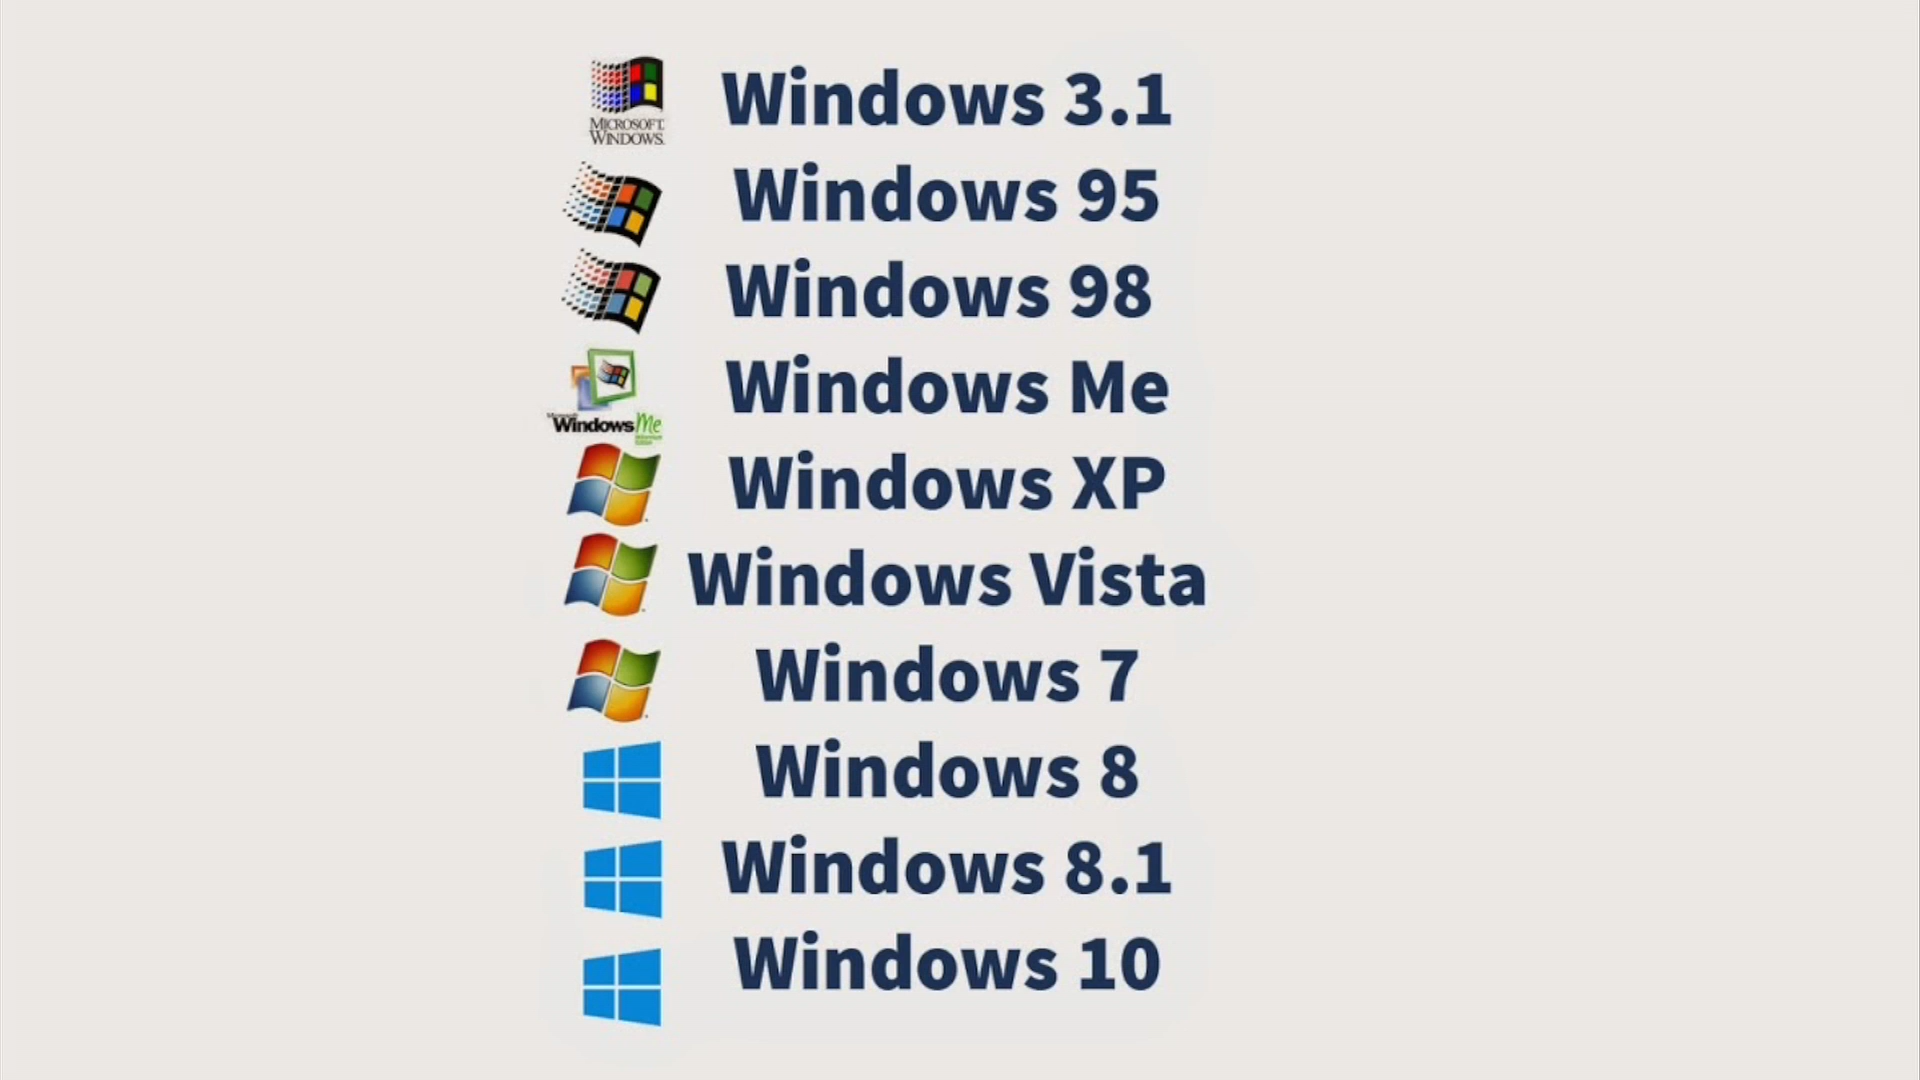 MICROSOFT.
WINDOWS.
Windows 3.1
Windows 95
Windows 98
Windows Me
Windows Me
Windows XP
Windows Vista
Windows 7
Windows 8
Windows 8.1
Windows 10